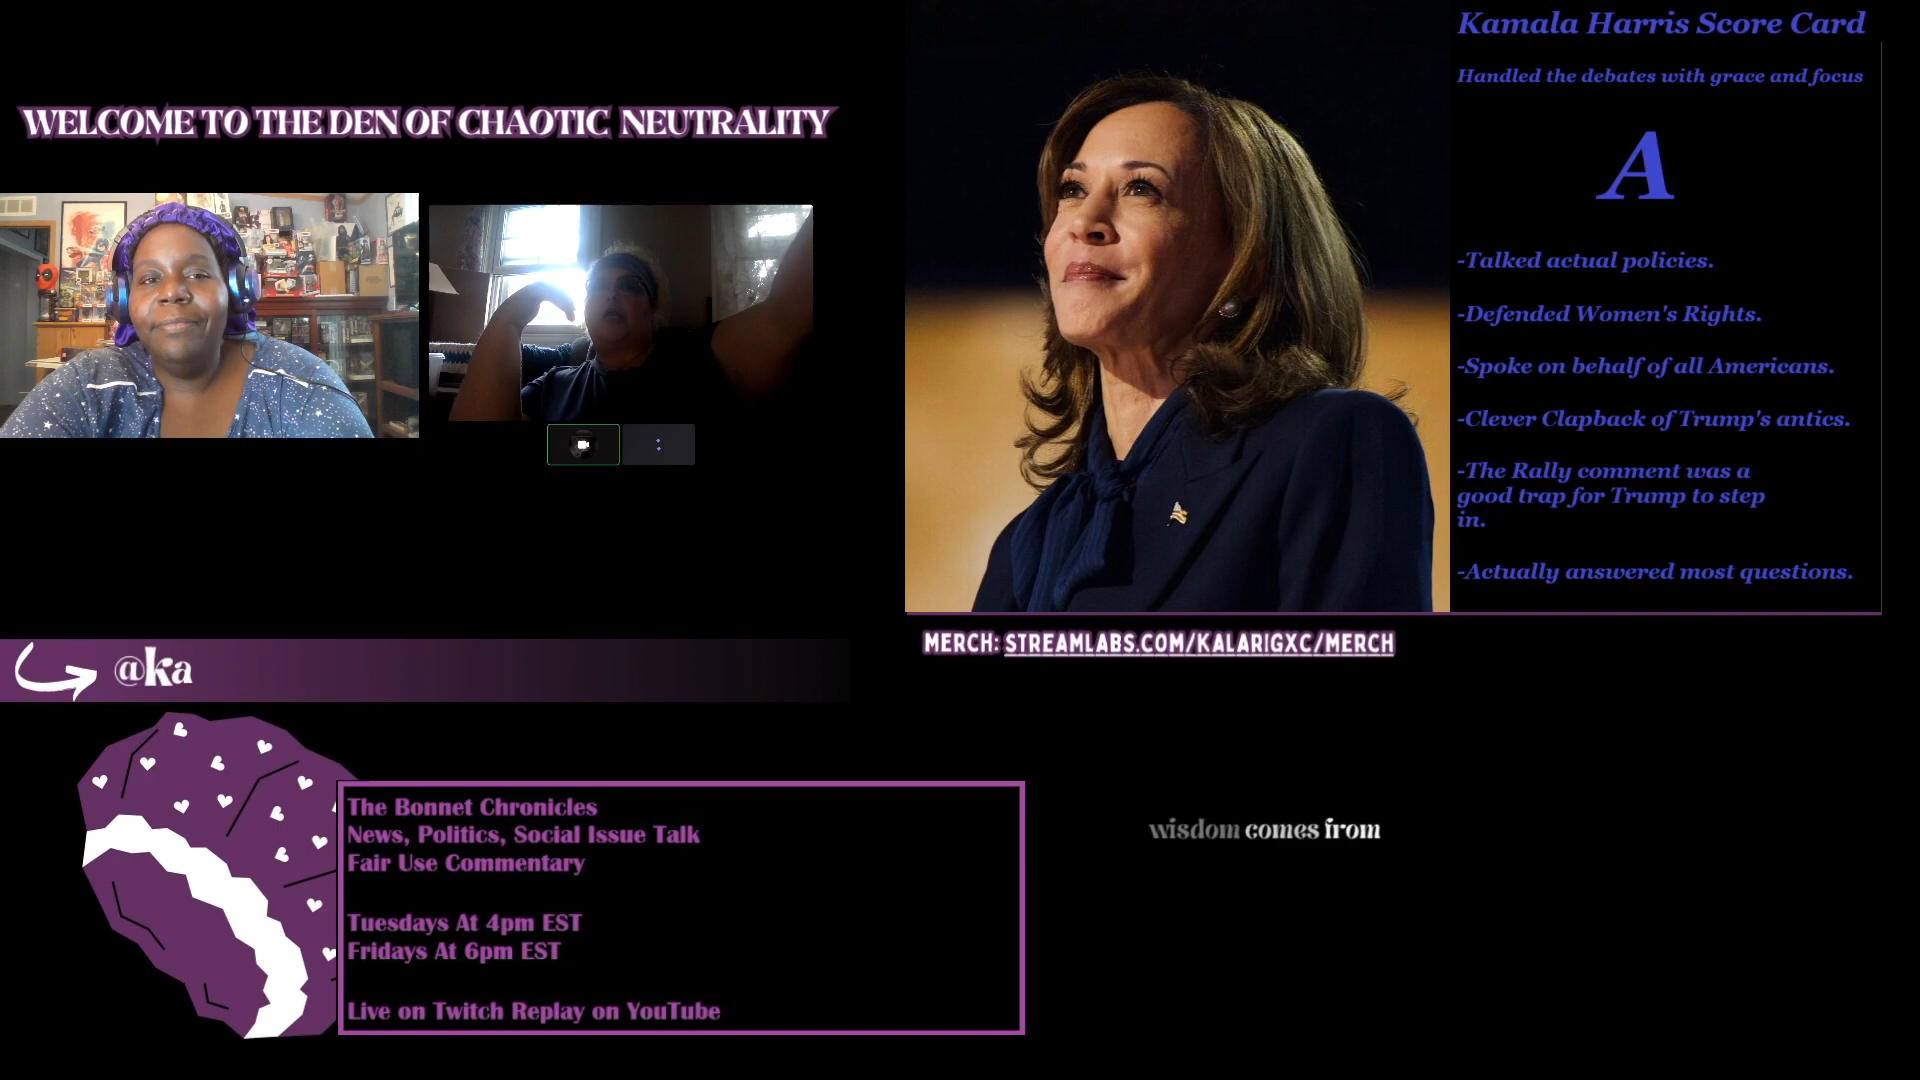 WELCOME TO THE DEN OF CHAOTIC NEUTRALITY
Kamala Harris Score Card
Handled the debates with grace and focus
A
-Talked actual policies.
-Defended Women's Rights.
-Spoke on behalf of all Americans.
-Clever Clapback of Trump's antics.
-The Rally comment was a
good trap for Trump to step
in.
-Actually answered most questions.
MERCH: STREAMLABS.COM/KALARIGXC/MERCH
@ka
The Bonnet Chronicles
News, Politics, Social Issue Talk
Fair Use Commentary
Tuesdays At 4pm EST
Fridays At 6pm EST
Live on Twitch Replay on YouTube
wisdom comes from